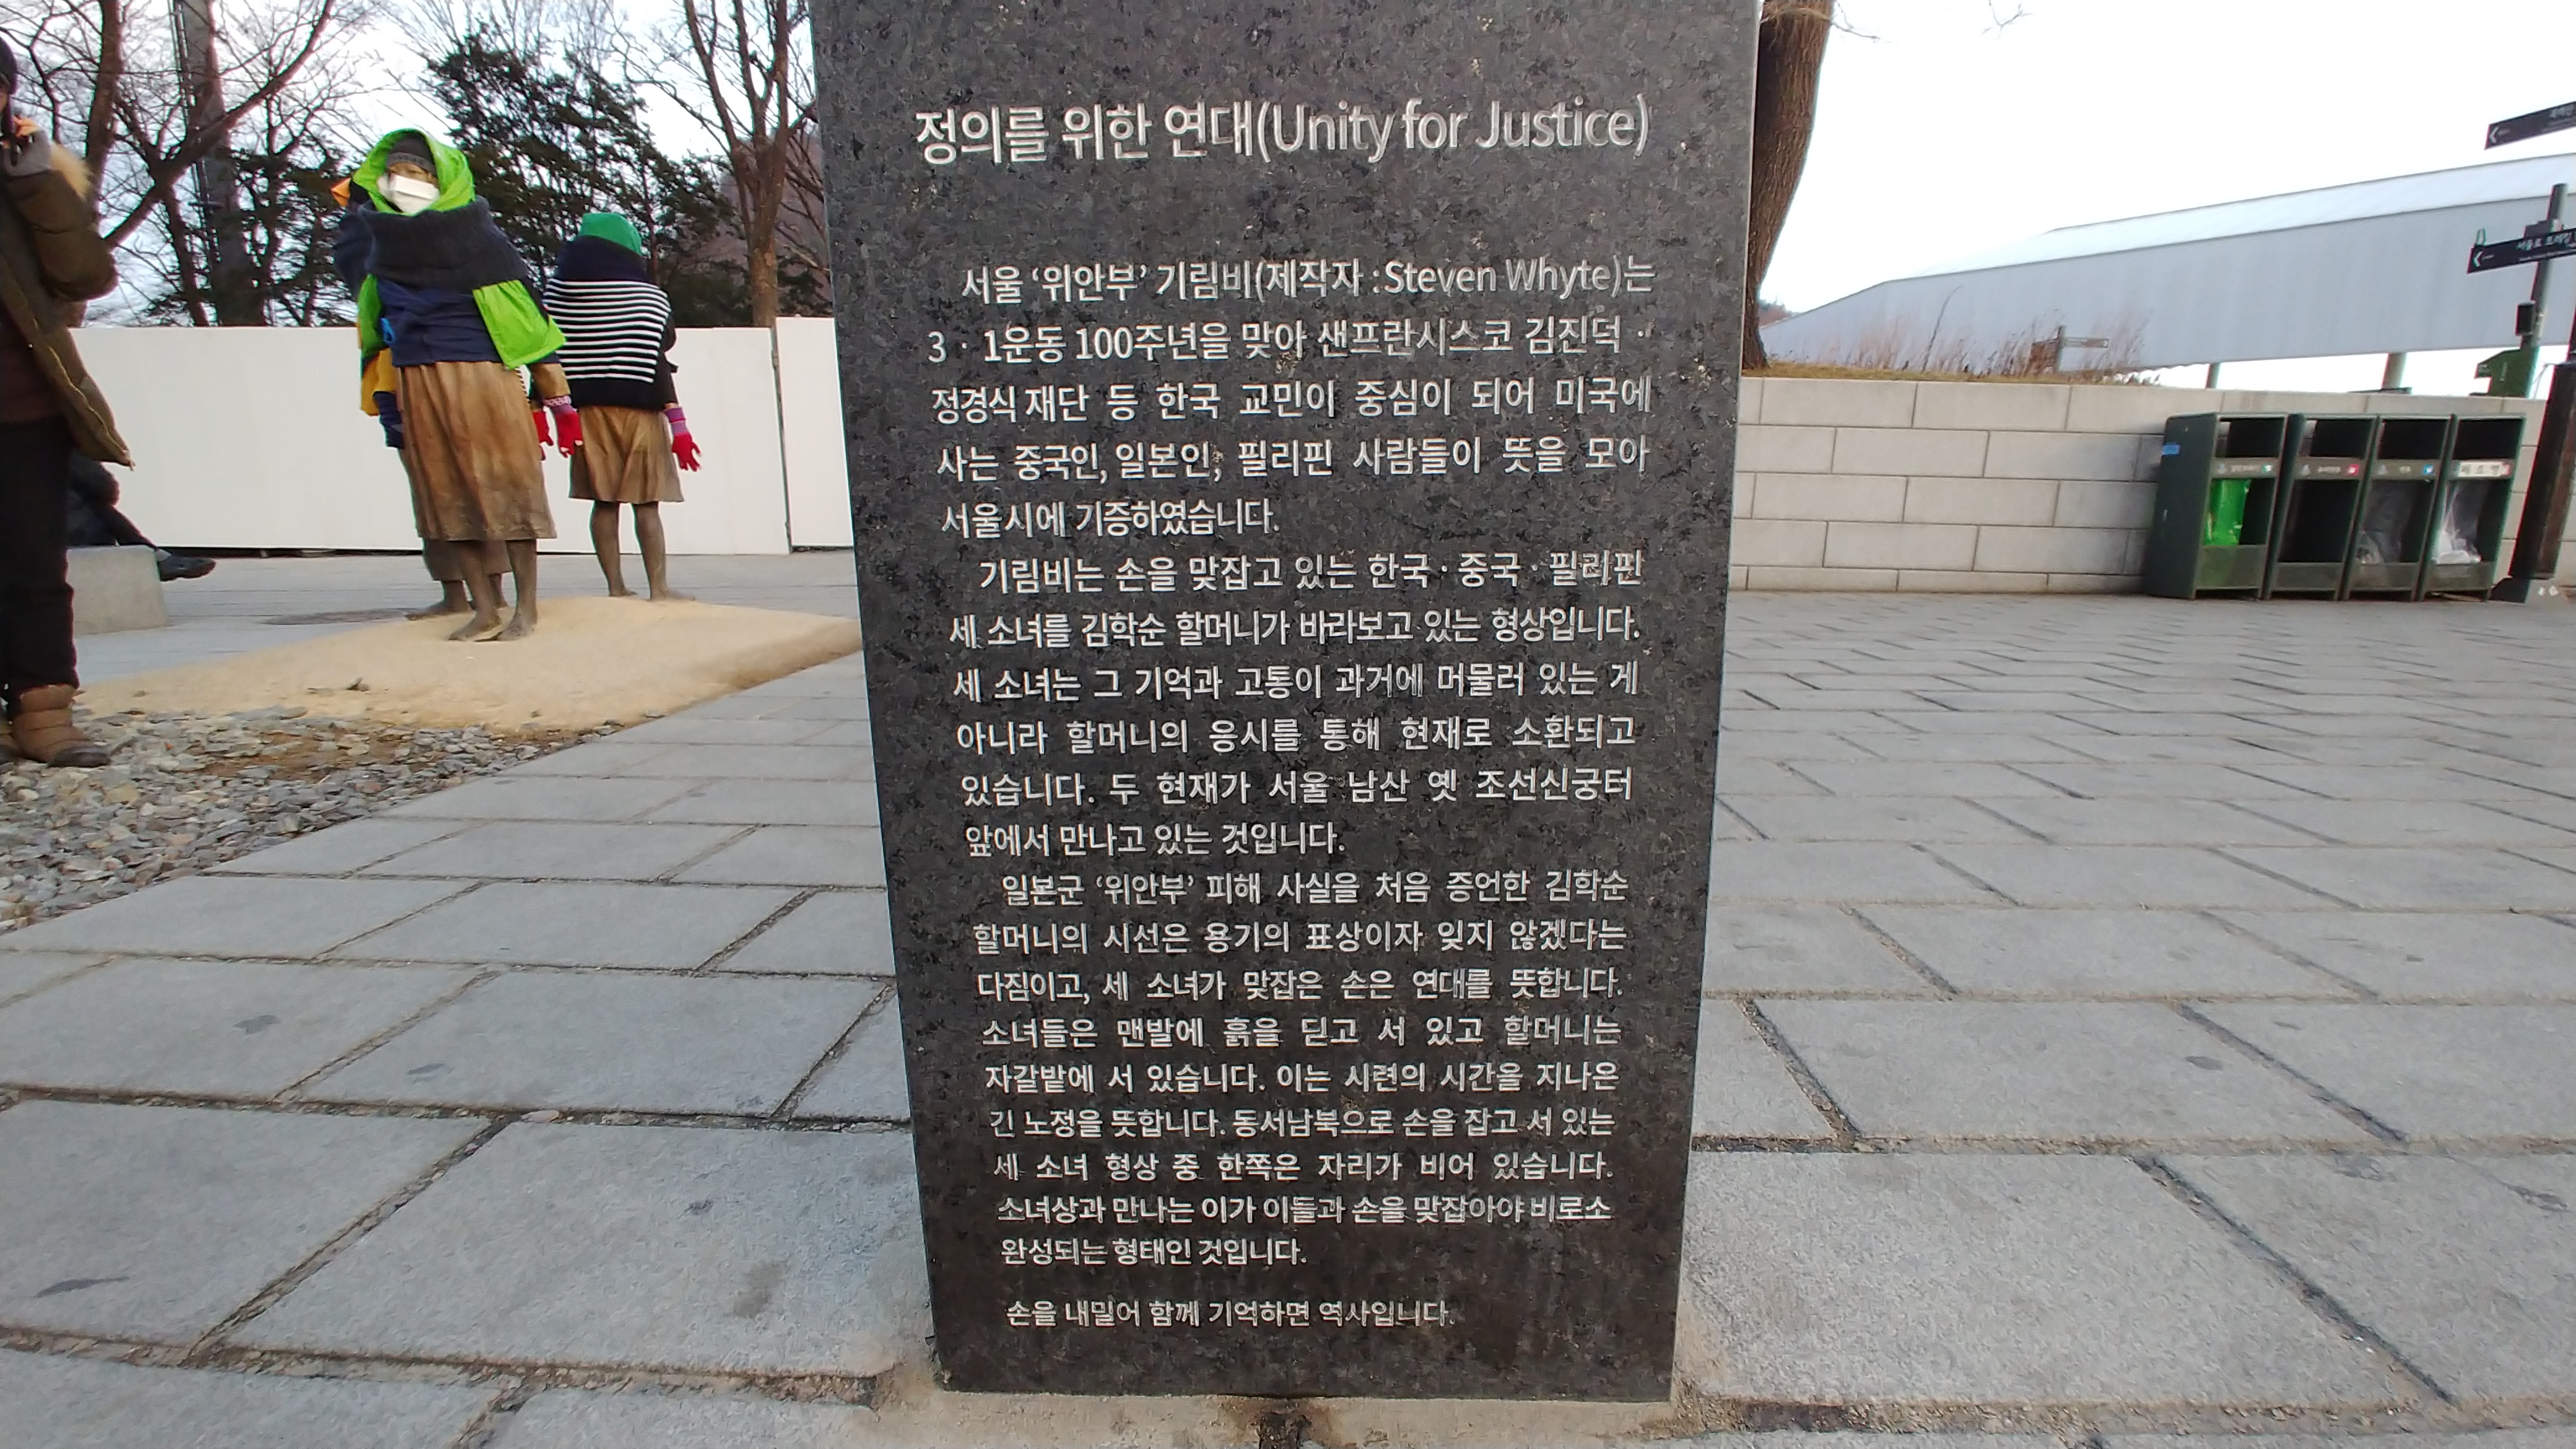 정의를 위한 연대(Unity for Justice)
서울 ‘위안부’ 기림비(제작자 : Steven Whyte)는
3 · 1운동 100주년을 맞아 샌프란시스코 김진덕 ·
정경식 재단 등 한국 교민이 중심이 되어 미국에
사는 중국인, 일본인, 필리핀 사람들이 뜻을 모아
서울시에 기증하였습니다.
기림비는 손을 맞잡고 있는 한국 · 중국 · 필리핀
세 소녀를 김학순 할머니가 바라보고 있는 형상입니다.
세 소녀는 그 기억과 고통이 과거에 머물러 있는 게
아니라 할머니의 응시를 통해 현재로 소환되고
있습니다. 두 현재가 서울 남산 옛 조선신궁터
앞에서 만나고 있는 것입니다.
일본군 ‘위안부’ 피해 사실을 처음 증언한 김학순
할머니의 시선은 용기의 표상이자 잊지 않겠다는
다짐이고, 세 소녀가 맞잡은 손은 연대를 뜻합니다.
소녀들은 맨발에 흙을 딛고 서 있고 할머니는
자갈밭에 서 있습니다. 이는 시련의 시간을 지나온
긴 노정을 뜻합니다. 동서남북으로 손을 잡고 서 있는
세 소녀 형상 중 한쪽은 자리가 비어 있습니다.
소녀상과 만나는 이가 이들과 손을 맞잡아야 비로소
완성되는 형태인 것입니다.
손을 내밀어 함께 기억하면 역사입니다.